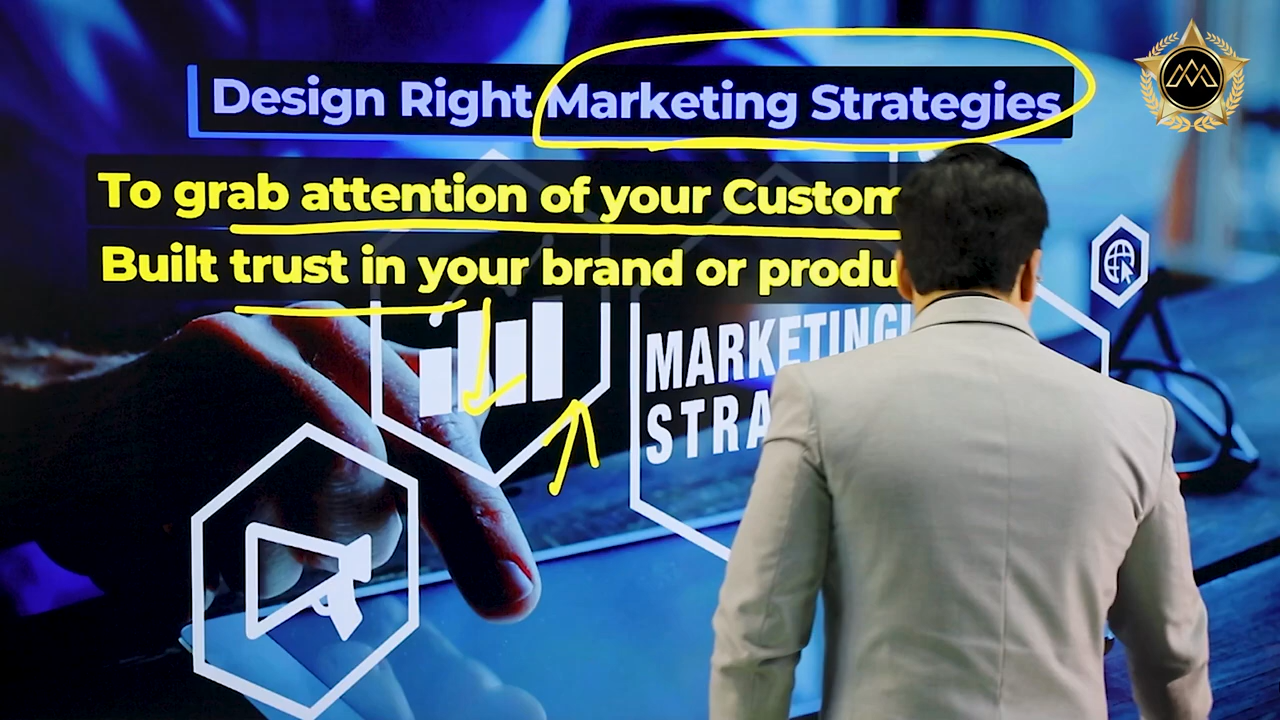 Design Right Marketing Strategies
To grab attention of your
Built trust in your brand or
MARKETING